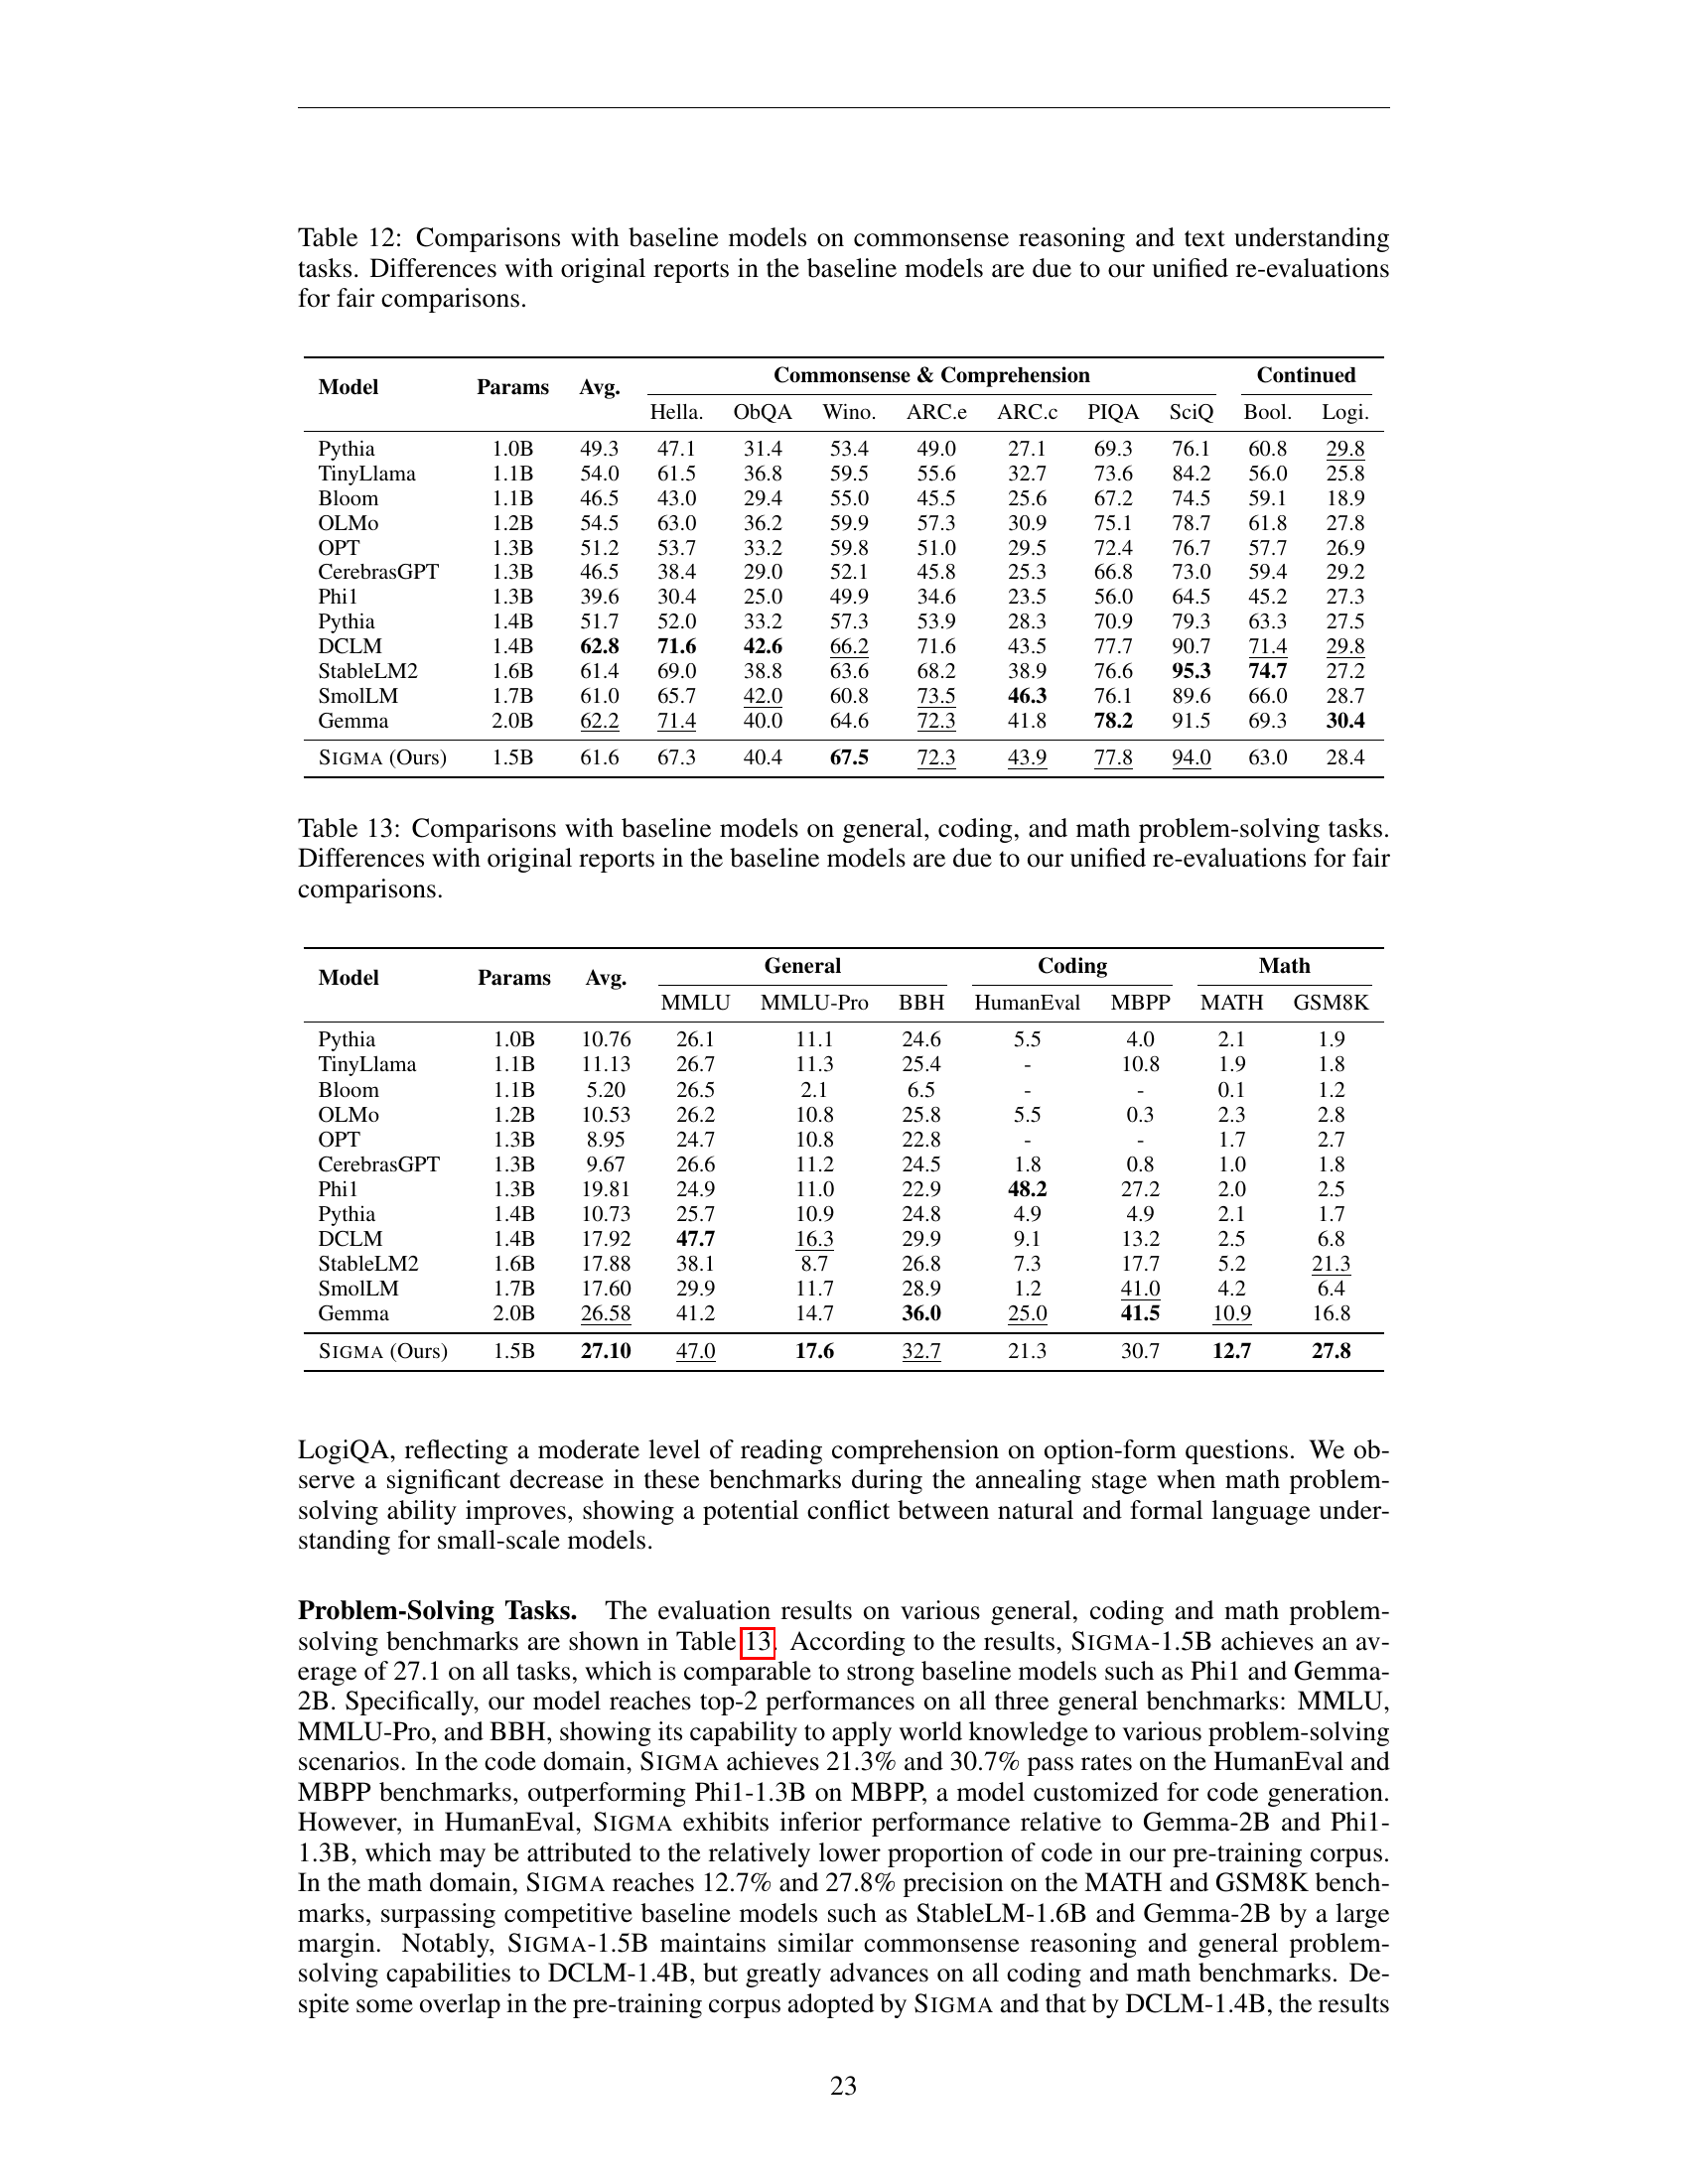 Table 12: Comparisons with baseline models on commonsense reasoning and text understanding
tasks. Differences with original reports in the baseline models are due to our unified re-evaluations
for fair comparisons.
Model Params Avg. Commonsense & Comprehension Continued
Hella. ObQA Wino. ARC.e ARC.c PIQA SciQ Bool. Logi.
Pythia 1.0B 49.3 47.1 31.4 53.4 49.0 27.1 69.3 76.1 60.8 29.8
TinyLlama 1.1B 54.0 61.5 36.8 59.5 55.6 32.7 73.6 84.2 56.0 25.8
Bloom 1.1B 46.5 43.0 29.4 55.0 45.5 25.6 67.2 74.5 59.1 18.9
OLMo 1.2B 54.5 63.0 36.2 59.9 57.3 30.9 75.1 78.7 61.8 27.8
OPT 1.3B 51.2 53.7 33.2 59.8 51.0 29.5 72.4 76.7 57.7 26.9
CerebrasGPT 1.3B 46.5 38.4 29.0 52.1 45.8 25.3 66.8 73.0 59.4 29.2
Phi1 1.3B 39.6 30.4 25.0 49.9 34.6 23.5 56.0 64.5 45.2 27.3
Pythia 1.4B 51.7 52.0 33.2 57.3 53.9 28.3 70.9 79.3 63.3 27.5
DCLM 1.4B 62.8 71.6 42.6 66.2 71.6 43.5 77.7 90.7 71.4 29.8
StableLM2 1.6B 61.4 69.0 38.8 63.6 68.2 38.9 76.6 95.3 74.7 27.2
SmolLM 1.7B 61.0 65.7 42.0 60.8 73.5 46.3 76.1 89.6 66.0 28.7
Gemma 2.0B 62.2 71.4 40.0 64.6 72.3 41.8 78.2 91.5 69.3 30.4
SIGMA (Ours) 1.5B 61.6 67.3 40.4 67.5 72.3 43.9 77.8 94.0 63.0 28.4
Table 13: Comparisons with baseline models on general, coding, and math problem-solving tasks.
Differences with original reports in the baseline models are due to our unified re-evaluations for fair
comparisons.
Model Params Avg. General Coding Math
MMLU MMLU-Pro BBH HumanEval MBPP MATH GSM8K
Pythia 1.0B 10.76 26.1 11.1 24.6 5.5 4.0 2.1 1.9
TinyLlama 1.1B 11.13 26.7 11.3 25.4 - 10.8 1.9 1.8
Bloom 1.1B 5.20 26.5 2.1 6.5 - - 0.1 1.2
OLMo 1.2B 10.53 26.2 10.8 25.8 5.5 0.3 2.3 2.8
OPT 1.3B 8.95 24.7 10.8 22.8 - - 1.7 2.7
CerebrasGPT 1.3B 9.67 26.6 11.2 24.5 1.8 0.8 1.0 1.8
Phi1 1.3B 19.81 24.9 11.0 22.9 48.2 27.2 2.0 2.5
Pythia 1.4B 10.73 25.7 10.9 24.8 4.9 4.9 2.1 1.7
DCLM 1.4B 17.92 47.7 16.3 29.9 9.1 13.2 2.5 6.8
StableLM2 1.6B 17.88 38.1 8.7 26.8 7.3 17.7 5.2 21.3
SmolLM 1.7B 17.60 29.9 11.7 28.9 1.2 41.0 4.2 6.4
Gemma 2.0B 26.58 41.2 14.7 36.0 25.0 41.5 10.9 16.8
SIGMA (Ours) 1.5B 27.10 47.0 17.6 32.7 21.3 30.7 12.7 27.8
LogiQA, reflecting a moderate level of reading comprehension on option-form questions. We ob-
serve a significant decrease in these benchmarks during the annealing stage when math problem-
solving ability improves, showing a potential conflict between natural and formal language under-
standing for small-scale models.
Problem-Solving Tasks. The evaluation results on various general, coding and math problem-
solving benchmarks are shown in Table 13. According to the results, SIGMA-1.5B achieves an av-
erage of 27.1 on all tasks, which is comparable to strong baseline models such as Phi1 and Gemma-
2B. Specifically, our model reaches top-2 performances on all three general benchmarks: MMLU,
MMLU-Pro, and BBH, showing its capability to apply world knowledge to various problem-solving
scenarios. In the code domain, SIGMA achieves 21.3% and 30.7% pass rates on the HumanEval and
MBPP benchmarks, outperforming Phi1-1.3B on MBPP, a model customized for code generation.
However, in HumanEval, SIGMA exhibits inferior performance relative to Gemma-2B and Phi1-
1.3B, which may be attributed to the relatively lower proportion of code in our pre-training corpus.
In the math domain, SIGMA reaches 12.7% and 27.8% precision on the MATH and GSM8K bench-
marks, surpassing competitive baseline models such as StableLM-1.6B and Gemma-2B by a large
margin. Notably, SIGMA-1.5B maintains similar commonsense reasoning and general problem-
solving capabilities to DCLM-1.4B, but greatly advances on all coding and math benchmarks. De-
spite some overlap in the pre-training corpus adopted by SIGMA and that by DCLM-1.4B, the results
23